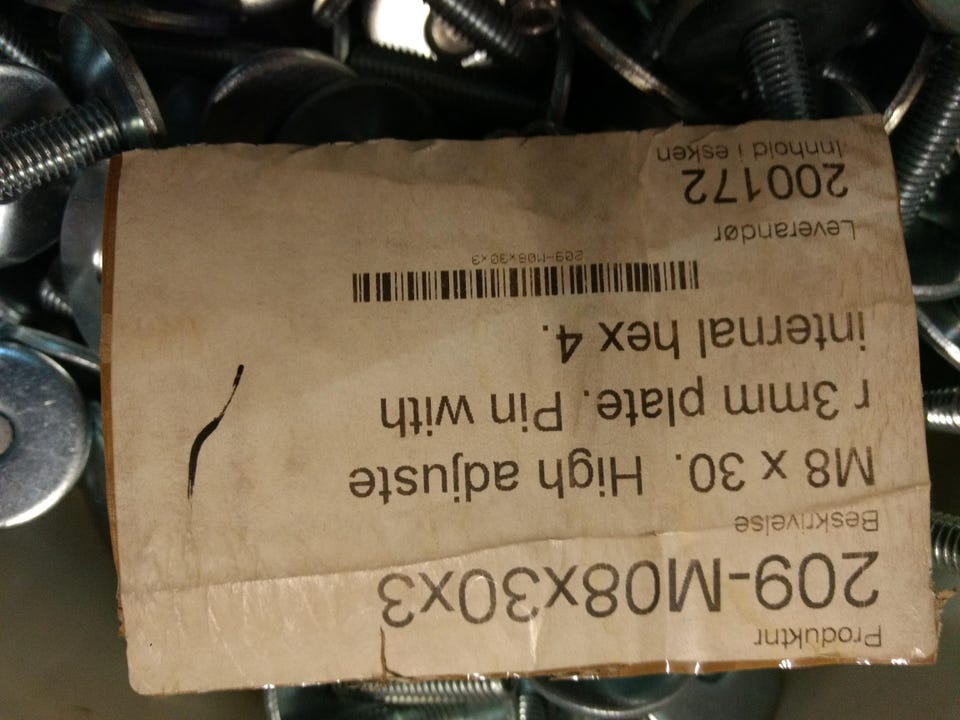 Produktnr
209-M08x30x3
Beskrivelse
M8 x 30. High adjuste
r 3mm plate. Pin with
internal hex 4.
209-M08x30x3
Leverandør
200172
Innhold i esken